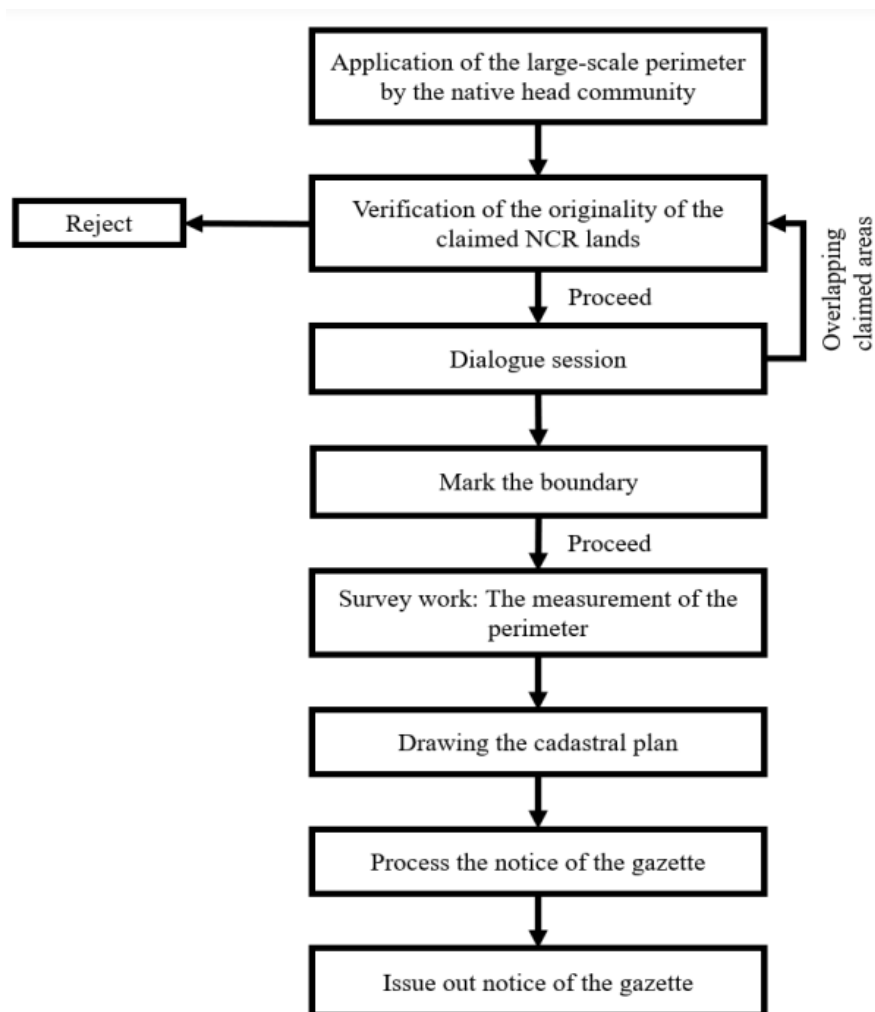 Application of the large-scale perimeter
by the native head community
Verification of the originality of the
claimed NCR lands
Reject
Overlapping
claimed areas
Proceed
Dialogue session
Mark the boundary
Proceed
Survey work: The measurement of the
perimeter
Drawing the cadastral plan
Process the notice of the gazette
Issue out notice of the gazette